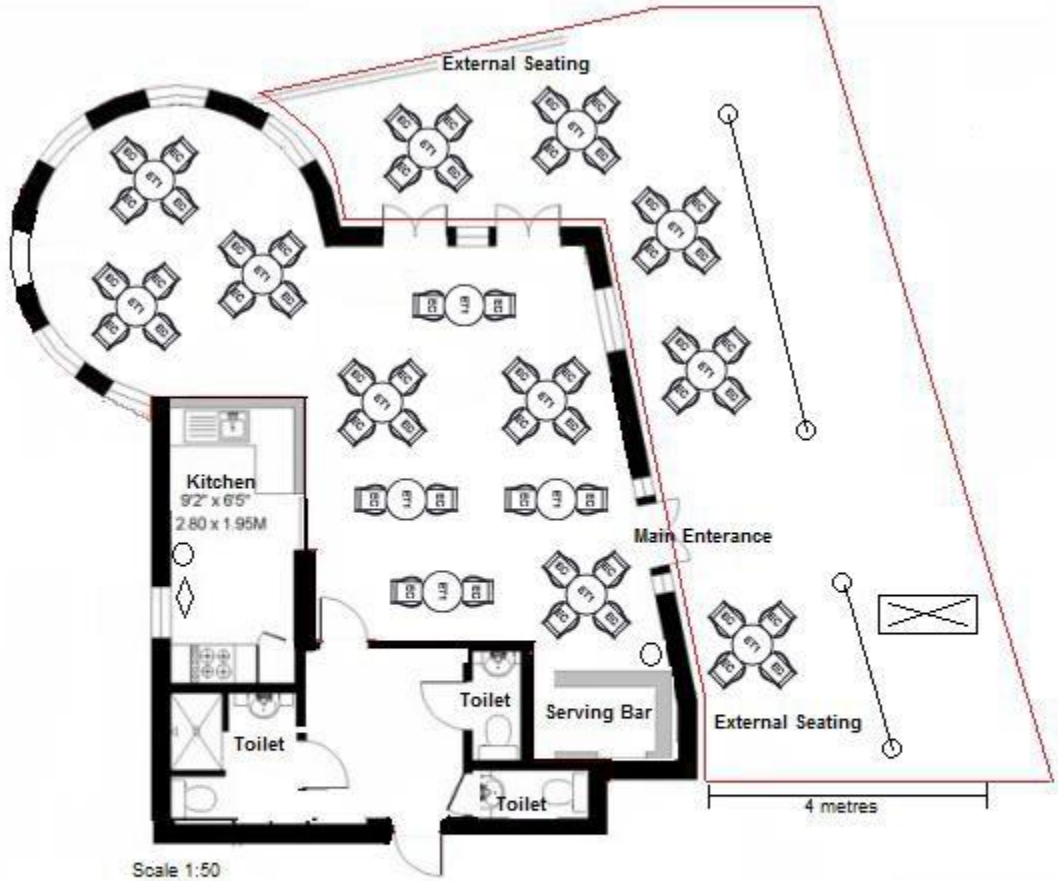 External Seating
Kitchen
9'2" x 6'5"
2.80 x 1.95M
Main Enterance
Toilet
Serving Bar
Toilet
External Seating
Toilet
4 metres
Scale 1:50